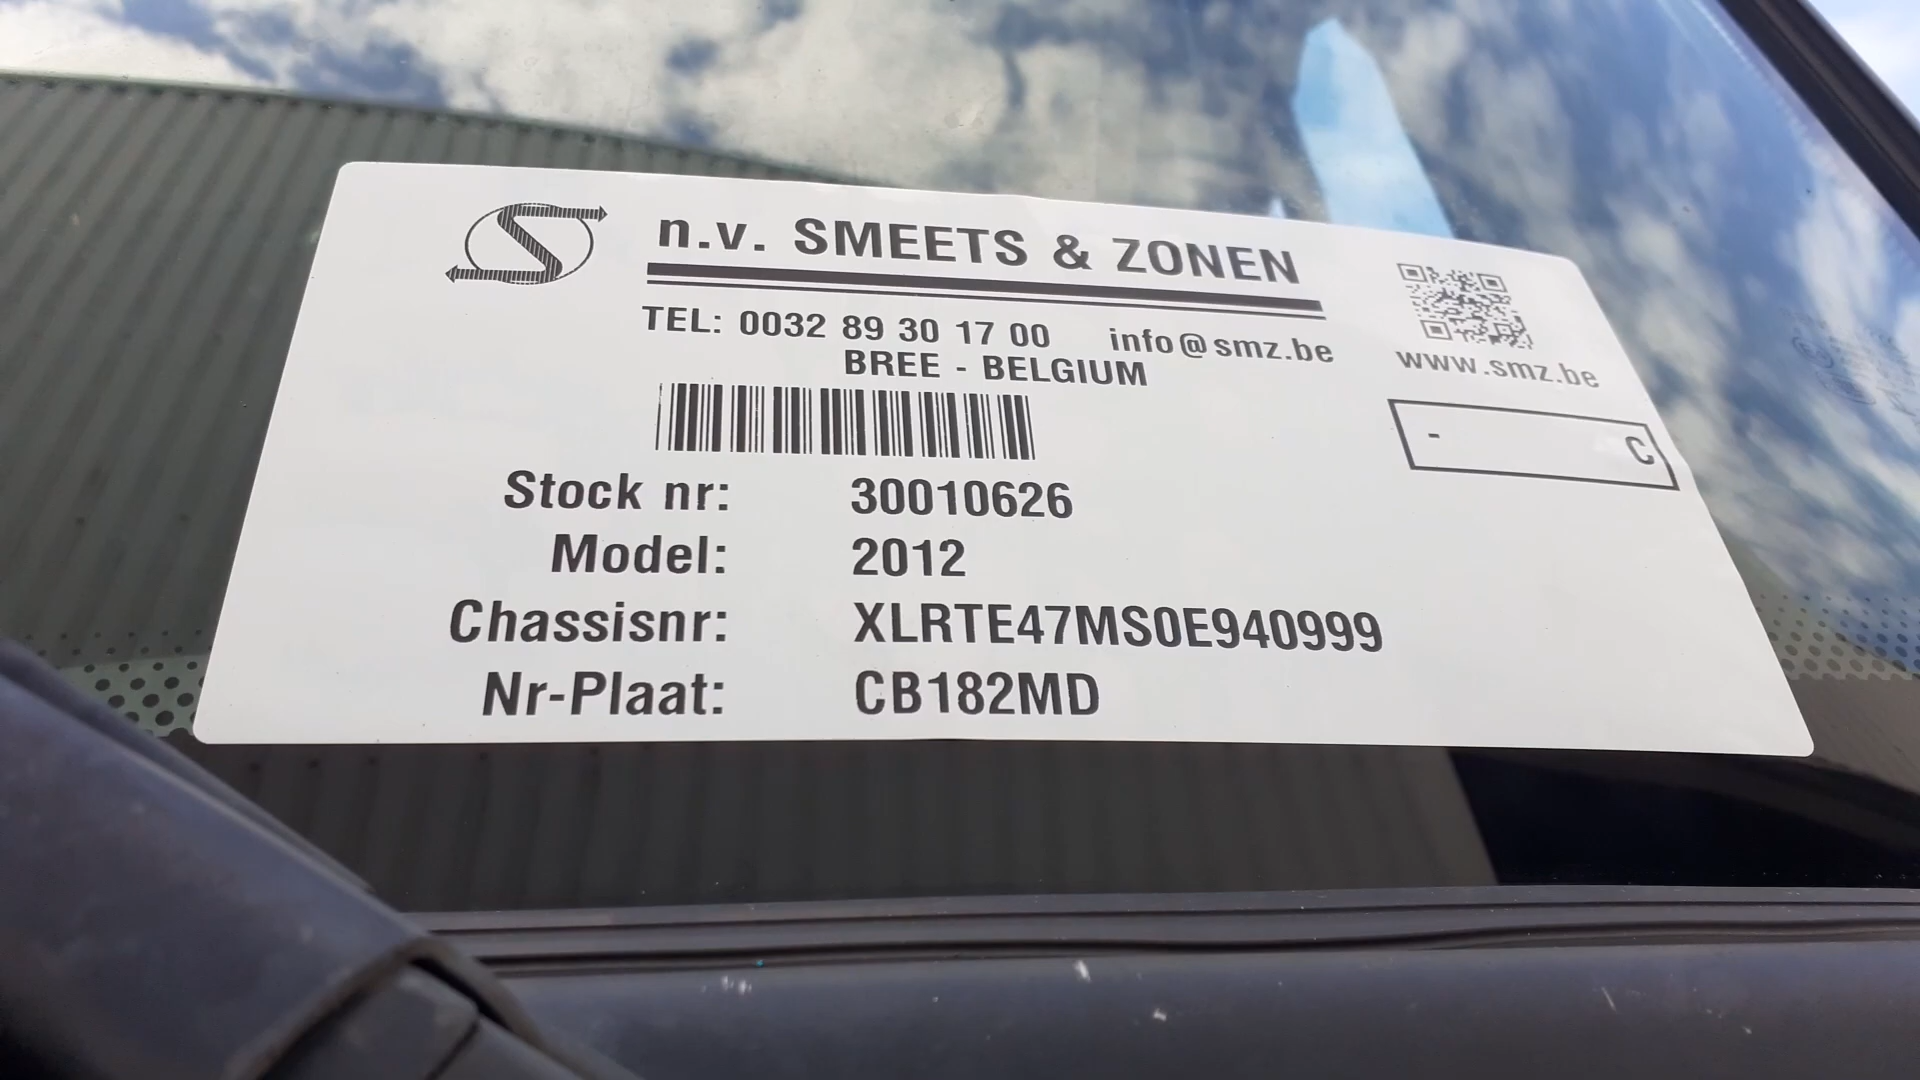 n.v. SMEETS & ZONEN
TEL: 0032 89 30 17 00 info@smz.be
BREE - BELGIUM
www.smz.be
- C
Stock nr: 30010626
Model: 2012
Chassisnr: XLRTE47MS0E940999
Nr-Plaat: CB182MD